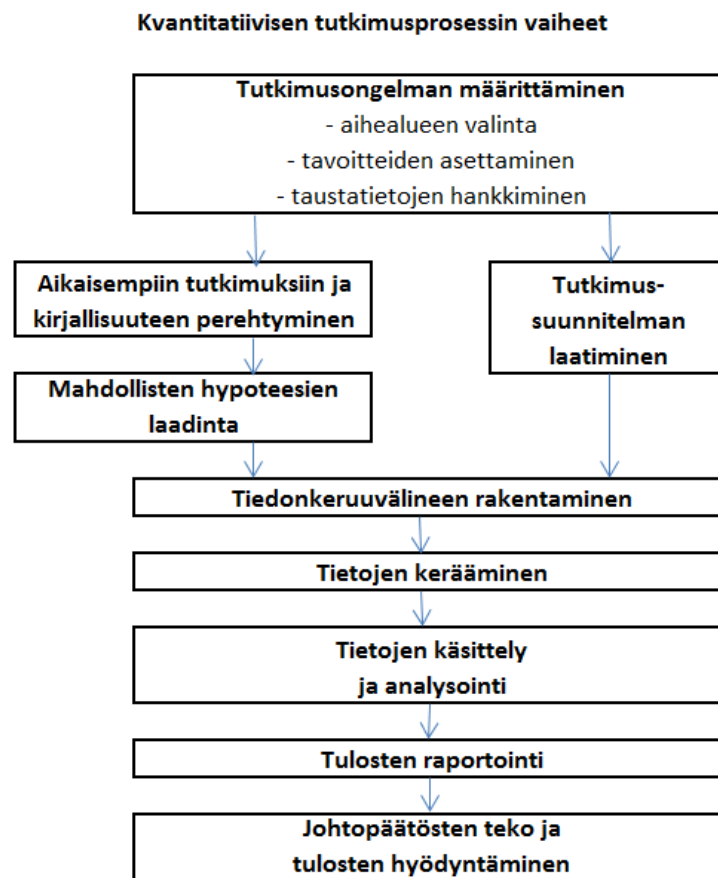 Kvantitatiivisen tutkimusprosessin vaiheet
Tutkimusongelman määrittäminen
- aihealueen valinta
- tavoitteiden asettaminen
- taustatietojen hankkiminen
Aikaisempiin tutkimuksiin ja
kirjallisuuteen perehtyminen
Tutkimus-
suunnitelman
laatiminen
Mahdollisten hypoteesien
laadinta
Tiedonkeruuvälineen rakentaminen
Tietojen kerääminen
Tietojen käsittely
ja analysointi
Tulosten raportointi
Johtopäätösten teko ja
tulosten hyödyntäminen